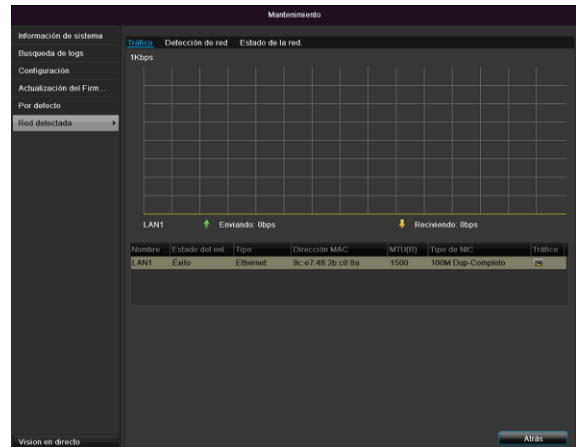 Mantenimiento
Información de sistema
Busqueda de logs
Configuración
Actualización del Firm...
Por defecto
Red detectada
Tráfico Detección de red Estado de la red.
1Kbps
LAN1 Enviando: 0bps Reciviendo: 0bps
Nombre ... Estado del enl... Tipo Dirección MAC MTU(B) Tipo de NIC Tráfico
LAN1 Éxito Ethernet 8c:e7:48:2b:c0:8a 1500 100M Dup-Completo
Vision en directo
Atrás